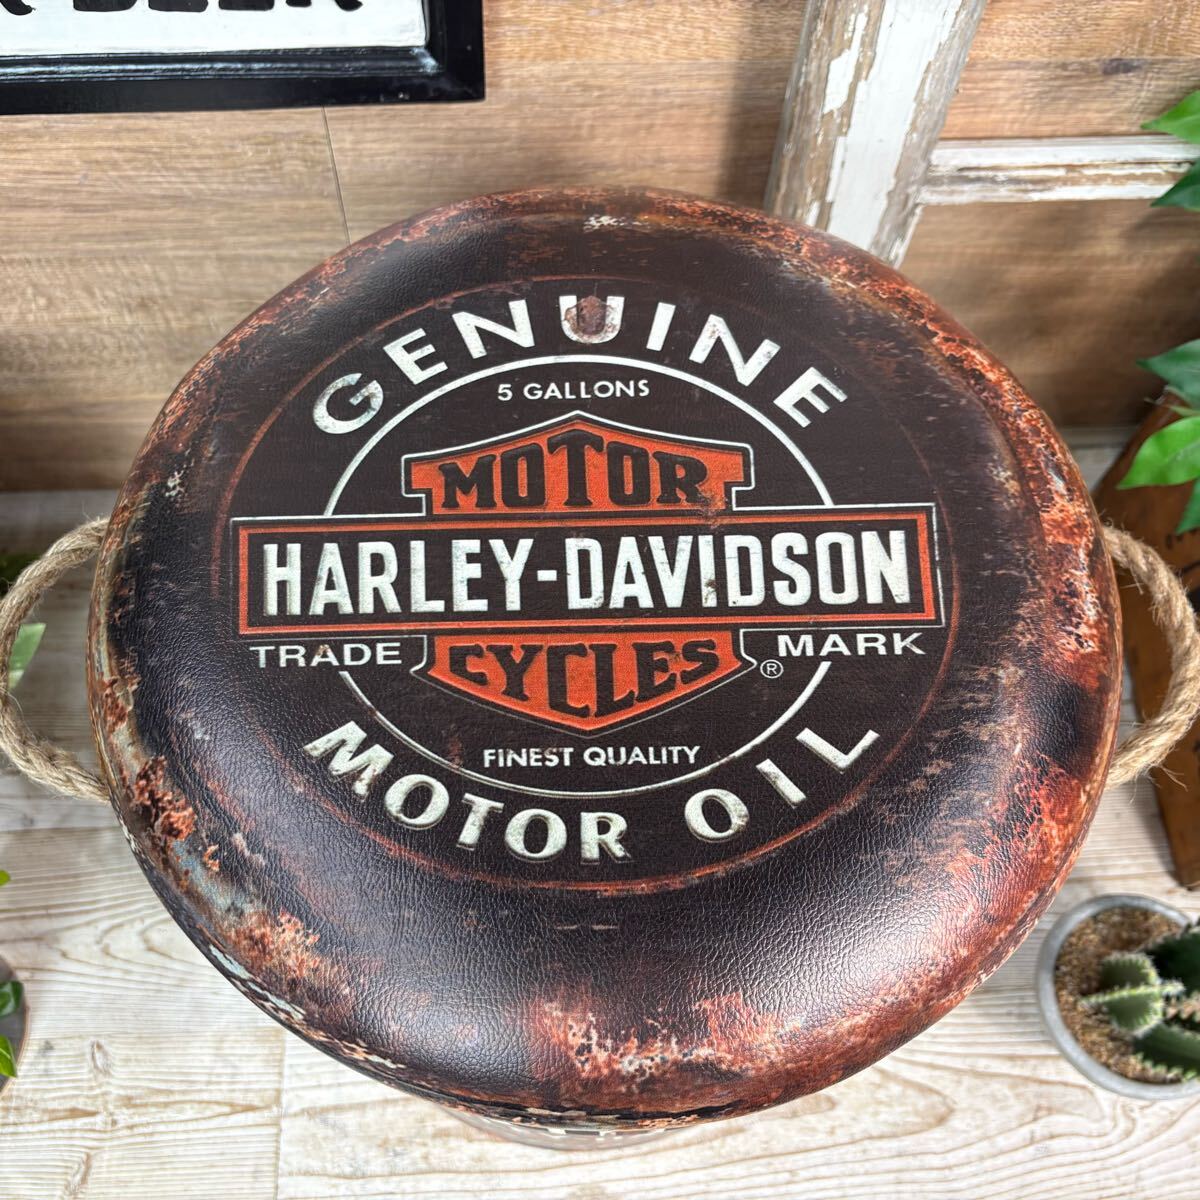 GENUINE
5 GALLONS
MOTOR
HARLEY-DAVIDSON
TRADE MARK
CYCLES ®
FINEST QUALITY
MOTOR OIL